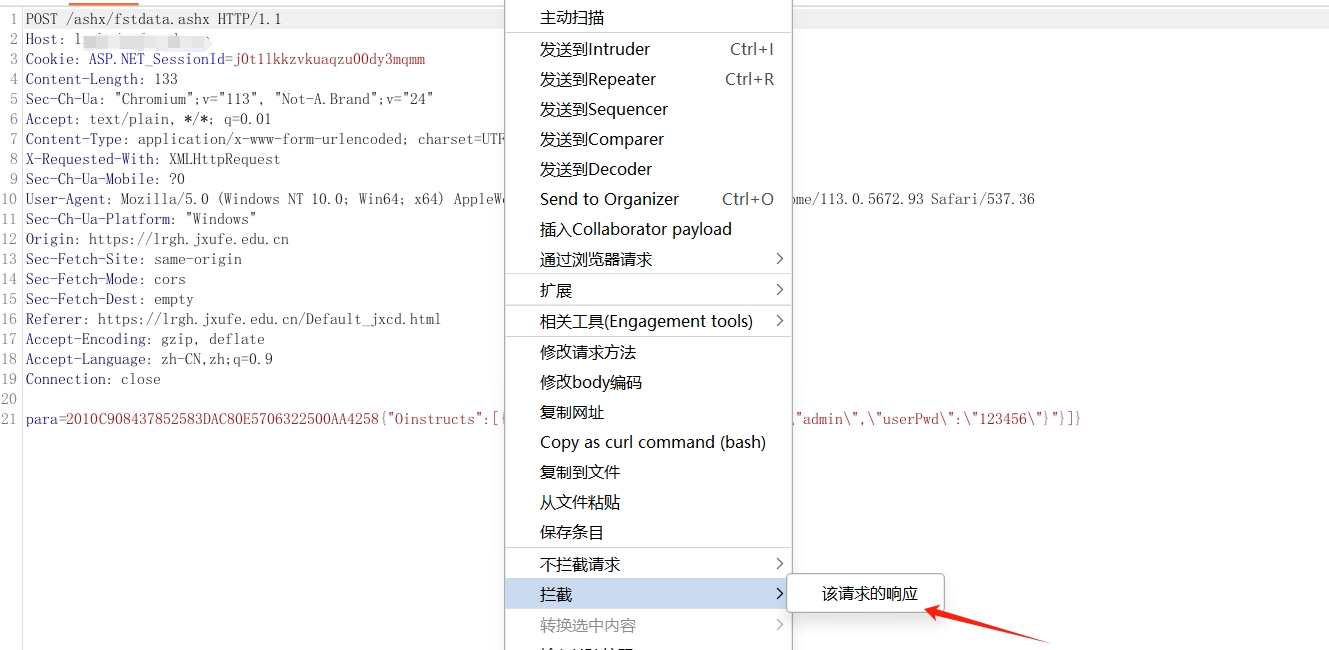 1 POST /ashx/fstdata.ashx HTTP/1.1
2 Host:
3 Cookie: ASP.NET_SessionId=j0t1lkkzvkuaqzu00dy3mqmm
4 Content-Length: 133
5 Sec-Ch-Ua: "Chromium";v="113", "Not-A.Brand";v="24"
6 Accept: text/plain, */*; q=0.01
7 Content-Type: application/x-www-form-urlencoded; charset=UTF
8 X-Requested-With: XMLHttpRequest
9 Sec-Ch-Ua-Mobile: ?0
10 User-Agent: Mozilla/5.0 (Windows NT 10.0; Win64; x64) me/113.0.5672.93 Safari/537.36
11 Sec-Ch-Ua-Platform: "Windows"
12 Origin: https://lrgh.jxufe.edu.cn
13 Sec-Fetch-Site: same-origin
14 Sec-Fetch-Mode: cors
15 Sec-Fetch-Dest: empty
16 Referer: https://lrgh.jxufe.edu.cn/Default_jxcd.html
17 Accept-Encoding: gzip, deflate
18 Accept-Language: zh-CN,zh;q=0.9
19 Connection: close
20
21 para=2010C908437852583DAC80E5706322500AA4258{"Oinstructs":[ "admin\",\"userPwd\":\"123456\"}"}]}
主动扫描
发送到Intruder Ctrl+I
发送到Repeater Ctrl+R
发送到Sequencer
发送到Comparer
发送到Decoder
Send to Organizer Ctrl+O
插入Collaborator payload
通过浏览器请求
扩展
相关工具(Engagement tools)
修改请求方法
修改body编码
复制网址
Copy as curl command (bash)
复制到文件
从文件粘贴
保存条目
不拦截请求
拦截
该请求的响应
转换选中内容